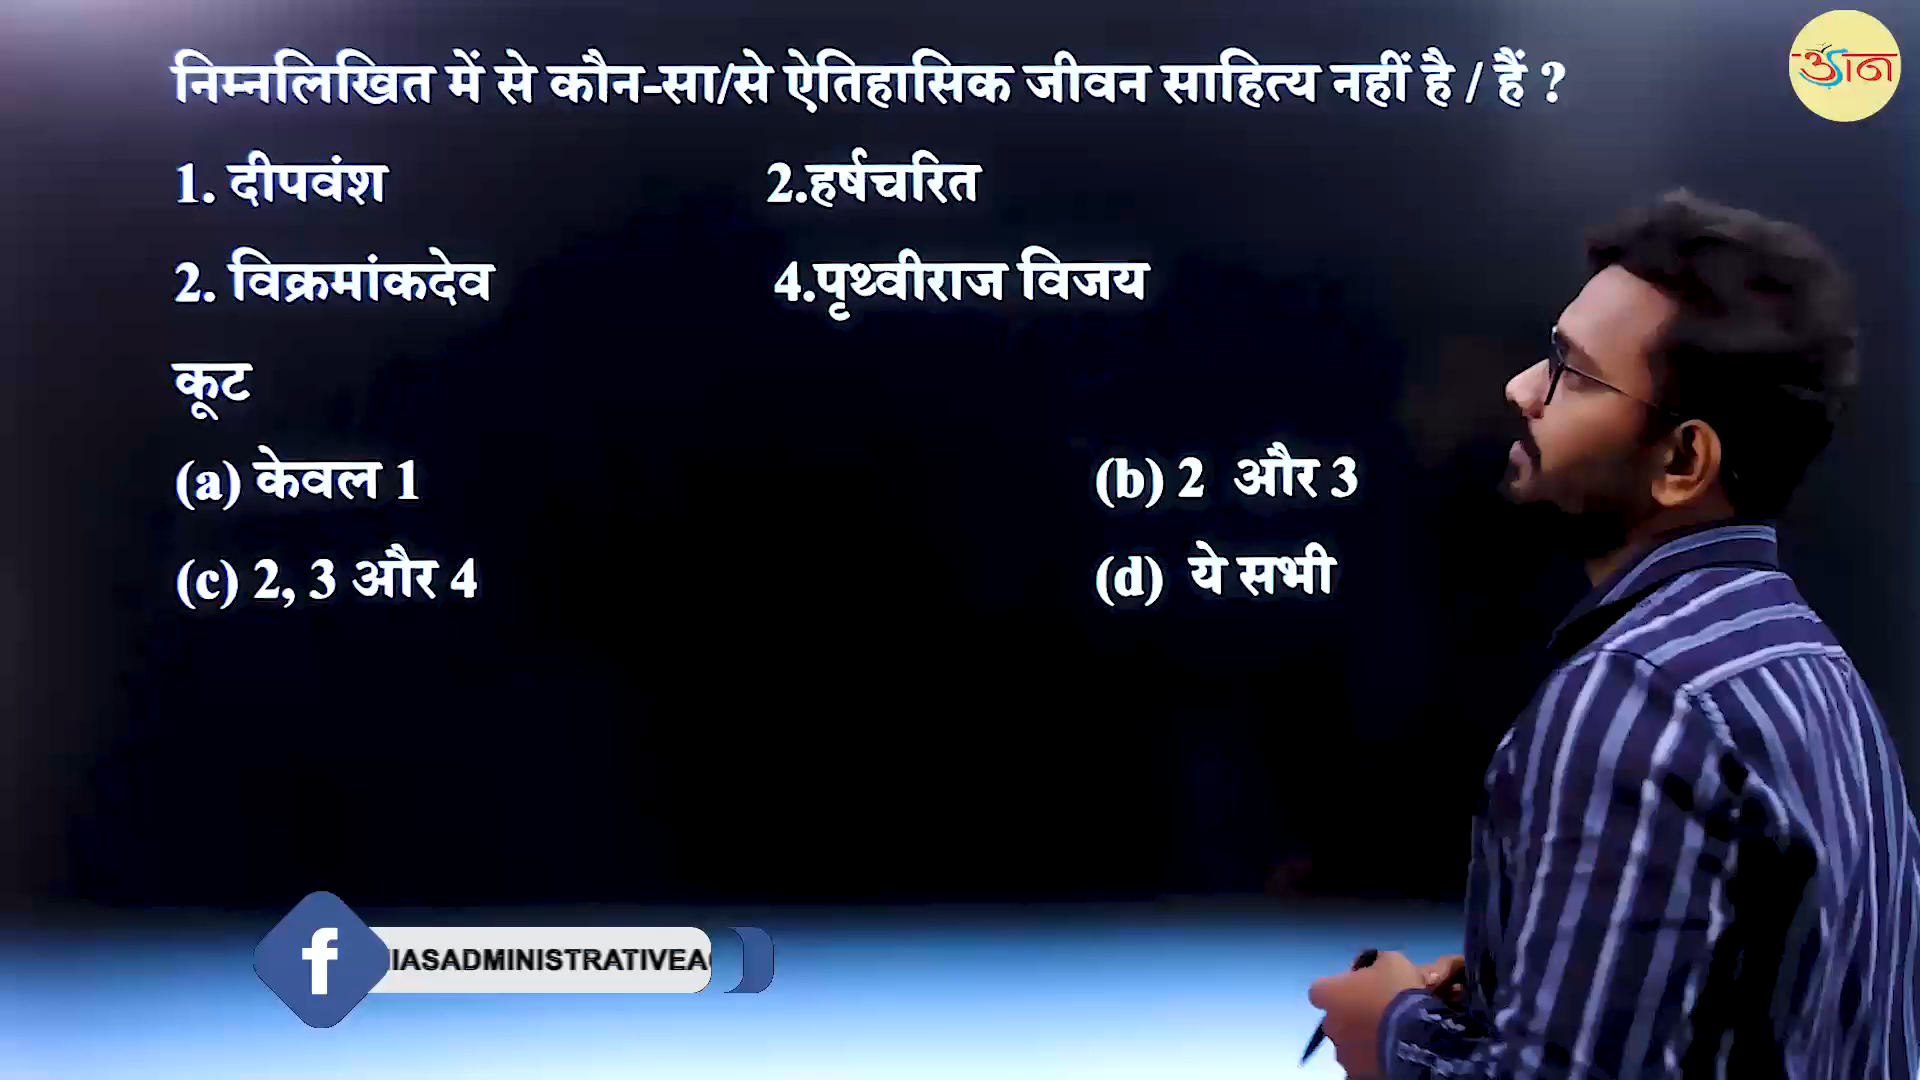 निम्नलिखित में से कौन-सा/से ऐतिहासिक जीवन साहित्य नहीं है / हैं ?
1. दीपवंश 2.हर्षचरित
2. विक्रमांकदेव 4.पृथ्वीराज विजय
कूट
(a) केवल 1 (b) 2 और 3
(c) 2, 3 और 4 (d) ये सभी
f
IASADMINISTRATIVEA